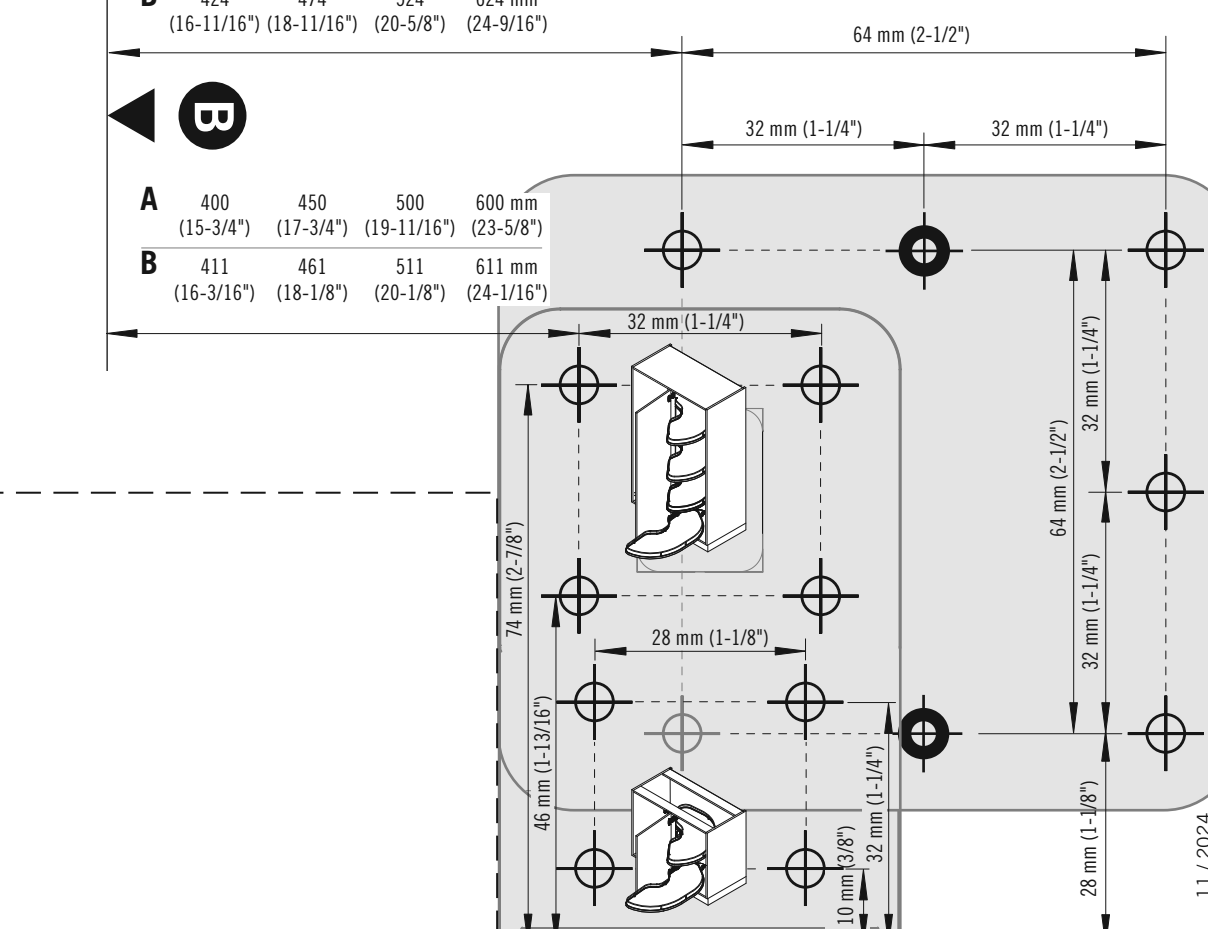 B 424 474 524 624 mm
(16-11/16") (18-11/16") (20-5/8") (24-9/16")
64 mm (2-1/2")
B
32 mm (1-1/4") 32 mm (1-1/4")
A 400 450 500 600 mm
(15-3/4") (17-3/4") (19-11/16") (23-5/8")
B 411 461 511 611 mm
(16-3/16") (18-1/8") (20-1/8") (24-1/16")
32 mm (1-1/4")
32 mm (1-1/4")
64 mm (2-1/2")
74 mm (2-7/8")
32 mm (1-1/4")
28 mm (1-1/8")
46 mm (1-13/16")
32 mm (1-1/4")
10 mm (3/8")
28 mm (1-1/8")
11 / 2024